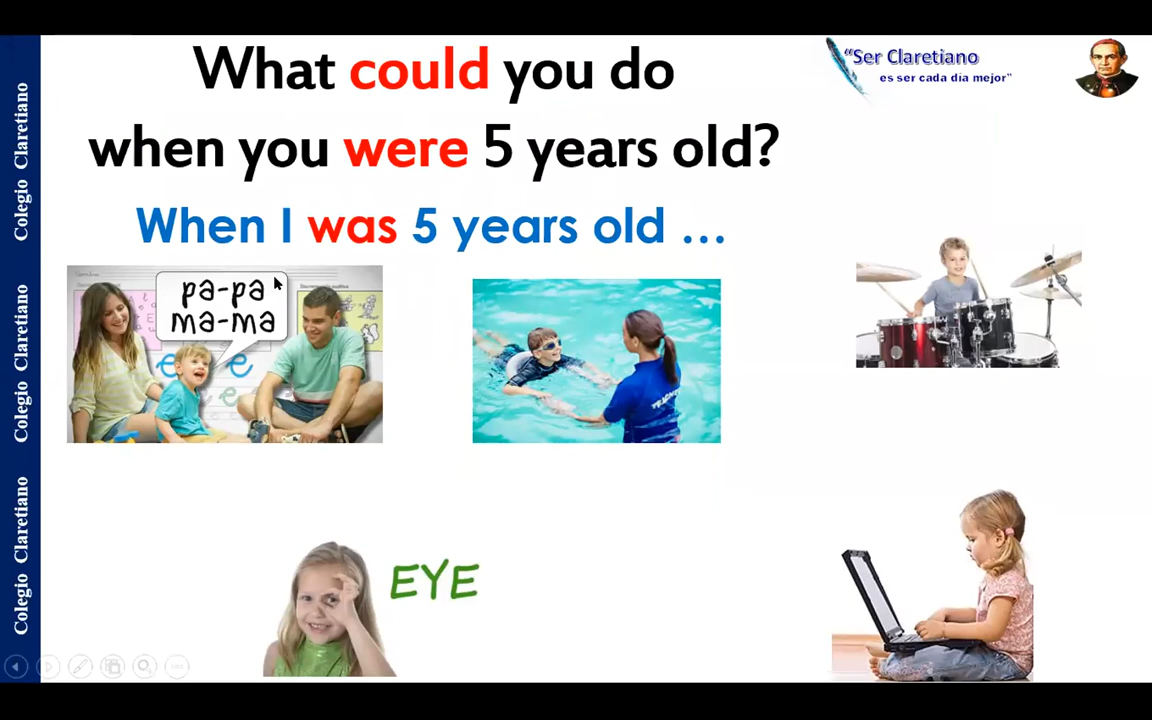 What could you do
when you were 5 years old?
When I was 5 years old ...
"Ser Claretiano
es ser cada día mejor"
pa-pa
ma-ma
EYE
Colegio Claretiano
Colegio Claretiano
Colegio Claretiano